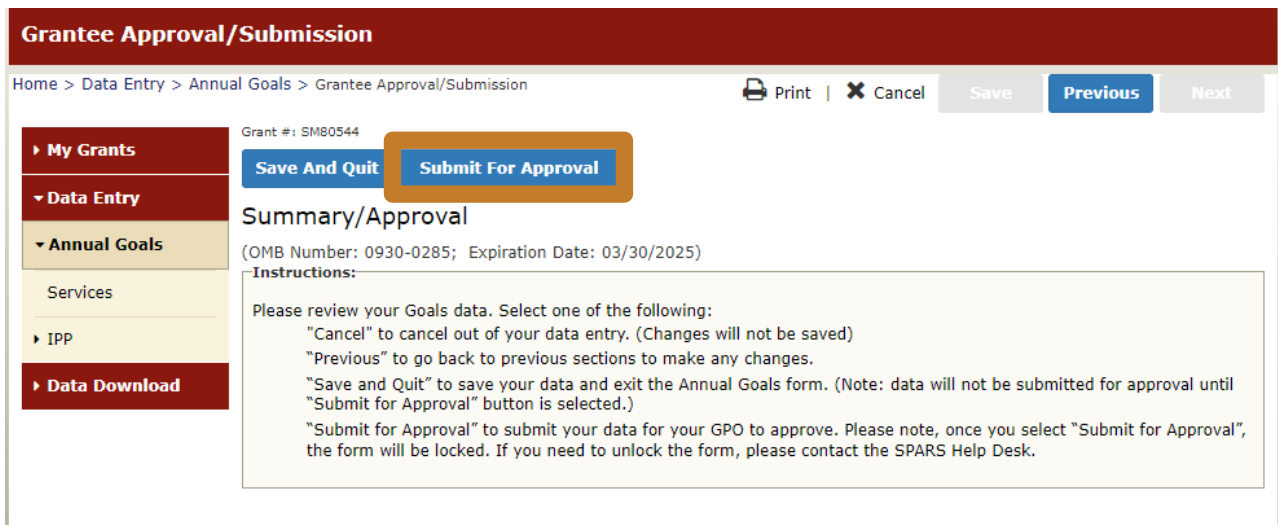 Grantee Approval/Submission
Home > Data Entry > Annual Goals > Grantee Approval/Submission
Print | Cancel Save Previous Next
My Grants
Data Entry
Annual Goals
Services
IPP
Data Download
Grant #: SM80544
Save And Quit Submit For Approval
Summary/Approval
(OMB Number: 0930-0285; Expiration Date: 03/30/2025)
Instructions:
Please review your Goals data. Select one of the following:
"Cancel" to cancel out of your data entry. (Changes will not be saved)
“Previous” to go back to previous sections to make any changes.
“Save and Quit” to save your data and exit the Annual Goals form. (Note: data will not be submitted for approval until
“Submit for Approval” button is selected.)
“Submit for Approval” to submit your data for your GPO to approve. Please note, once you select “Submit for Approval”,
the form will be locked. If you need to unlock the form, please contact the SPARS Help Desk.